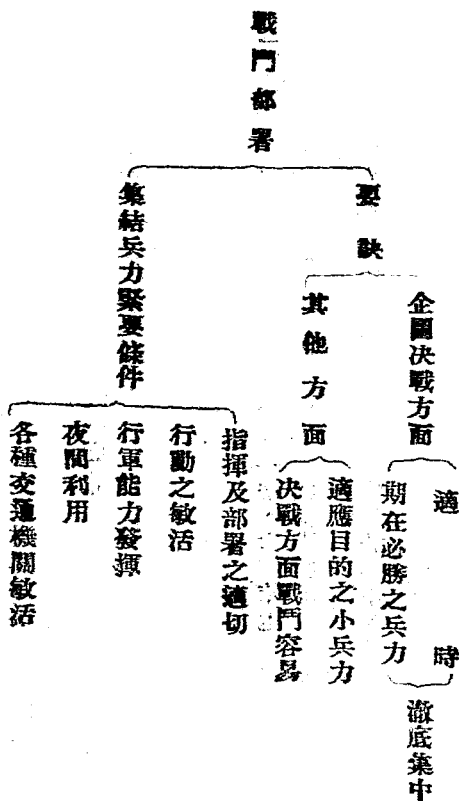 戰鬥部署
要訣
企圖決戰方面
適時
期在必勝之兵力
澈底集中
其他方面
適應目的之小兵力
決戰方面戰鬥容易
集結兵力緊要條件
指揮及部署之適切
行動之敏活
行軍能力發揮
夜間利用
各種交通機關敏活